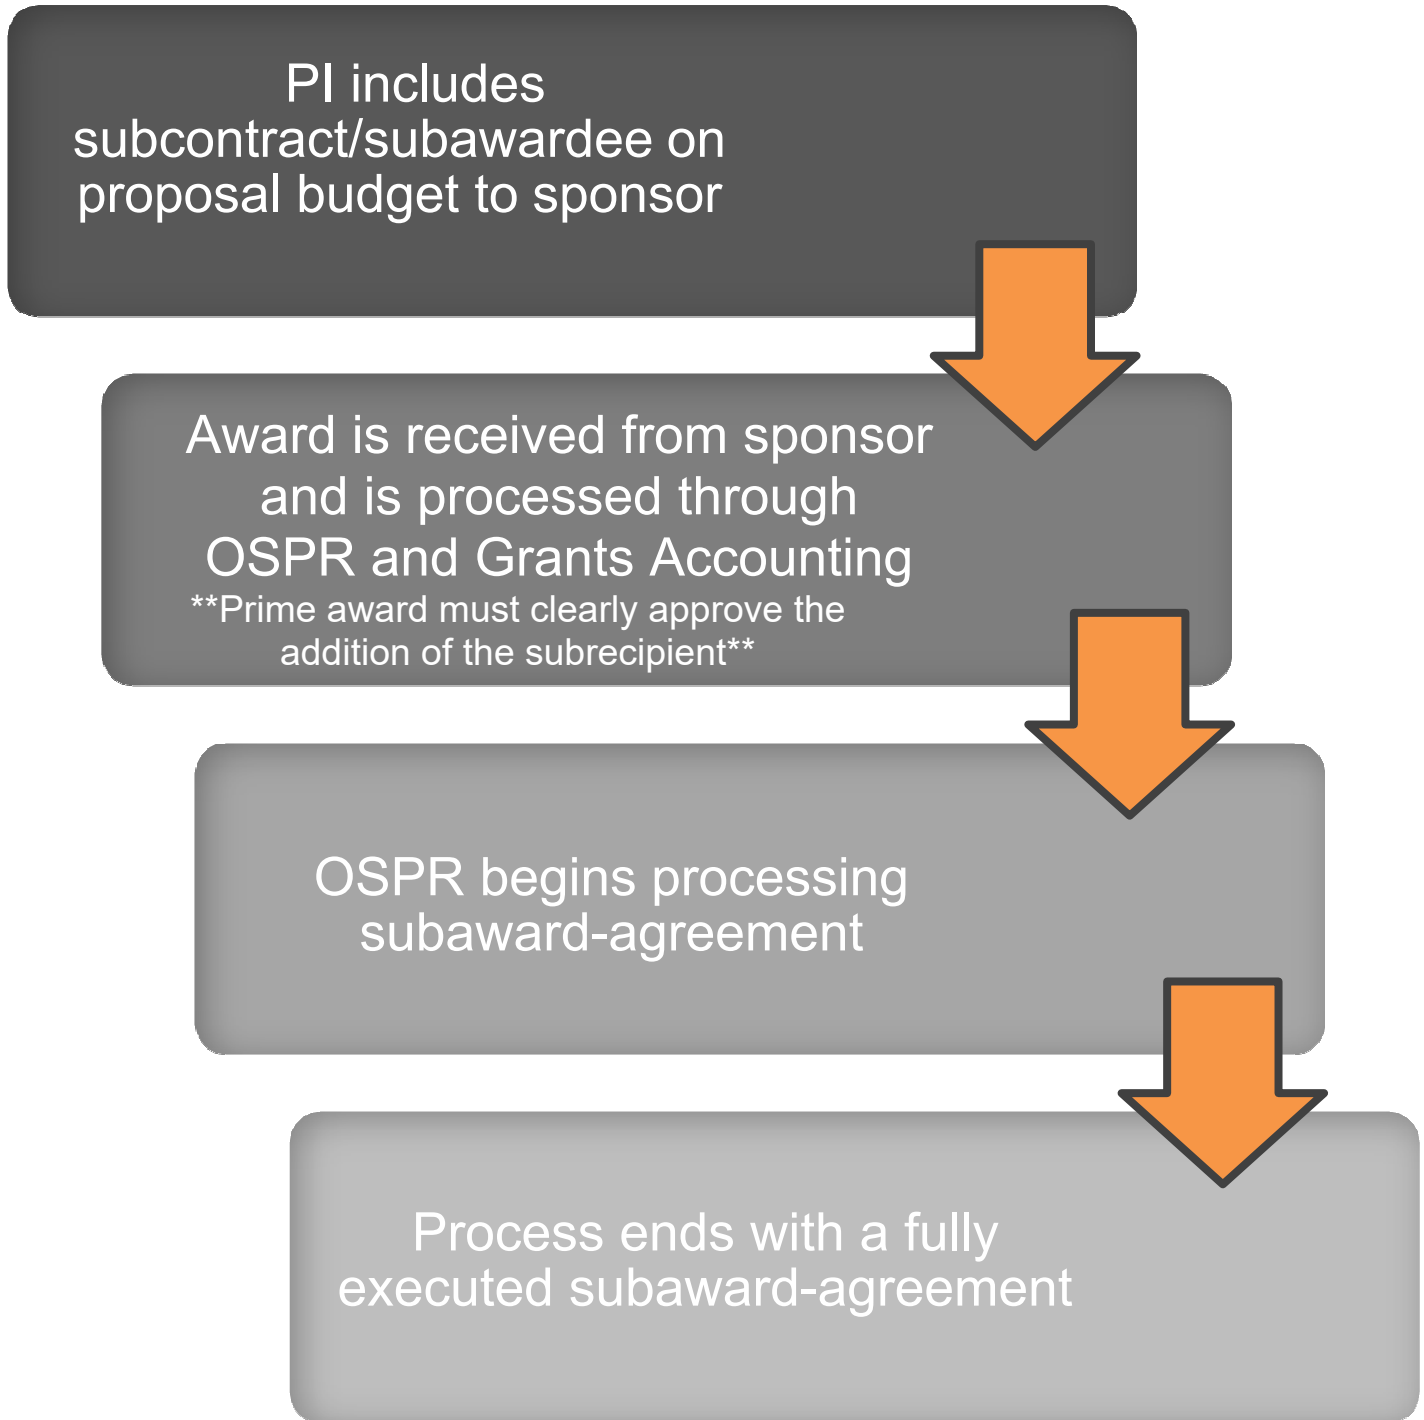 PI includes
subcontract/subawardee on
proposal budget to sponsor
Award is received from sponsor
and is processed through
OSPR and Grants Accounting
**Prime award must clearly approve the
addition of the subrecipient**
OSPR begins processing
subaward-agreement
Process ends with a fully
executed subaward-agreement